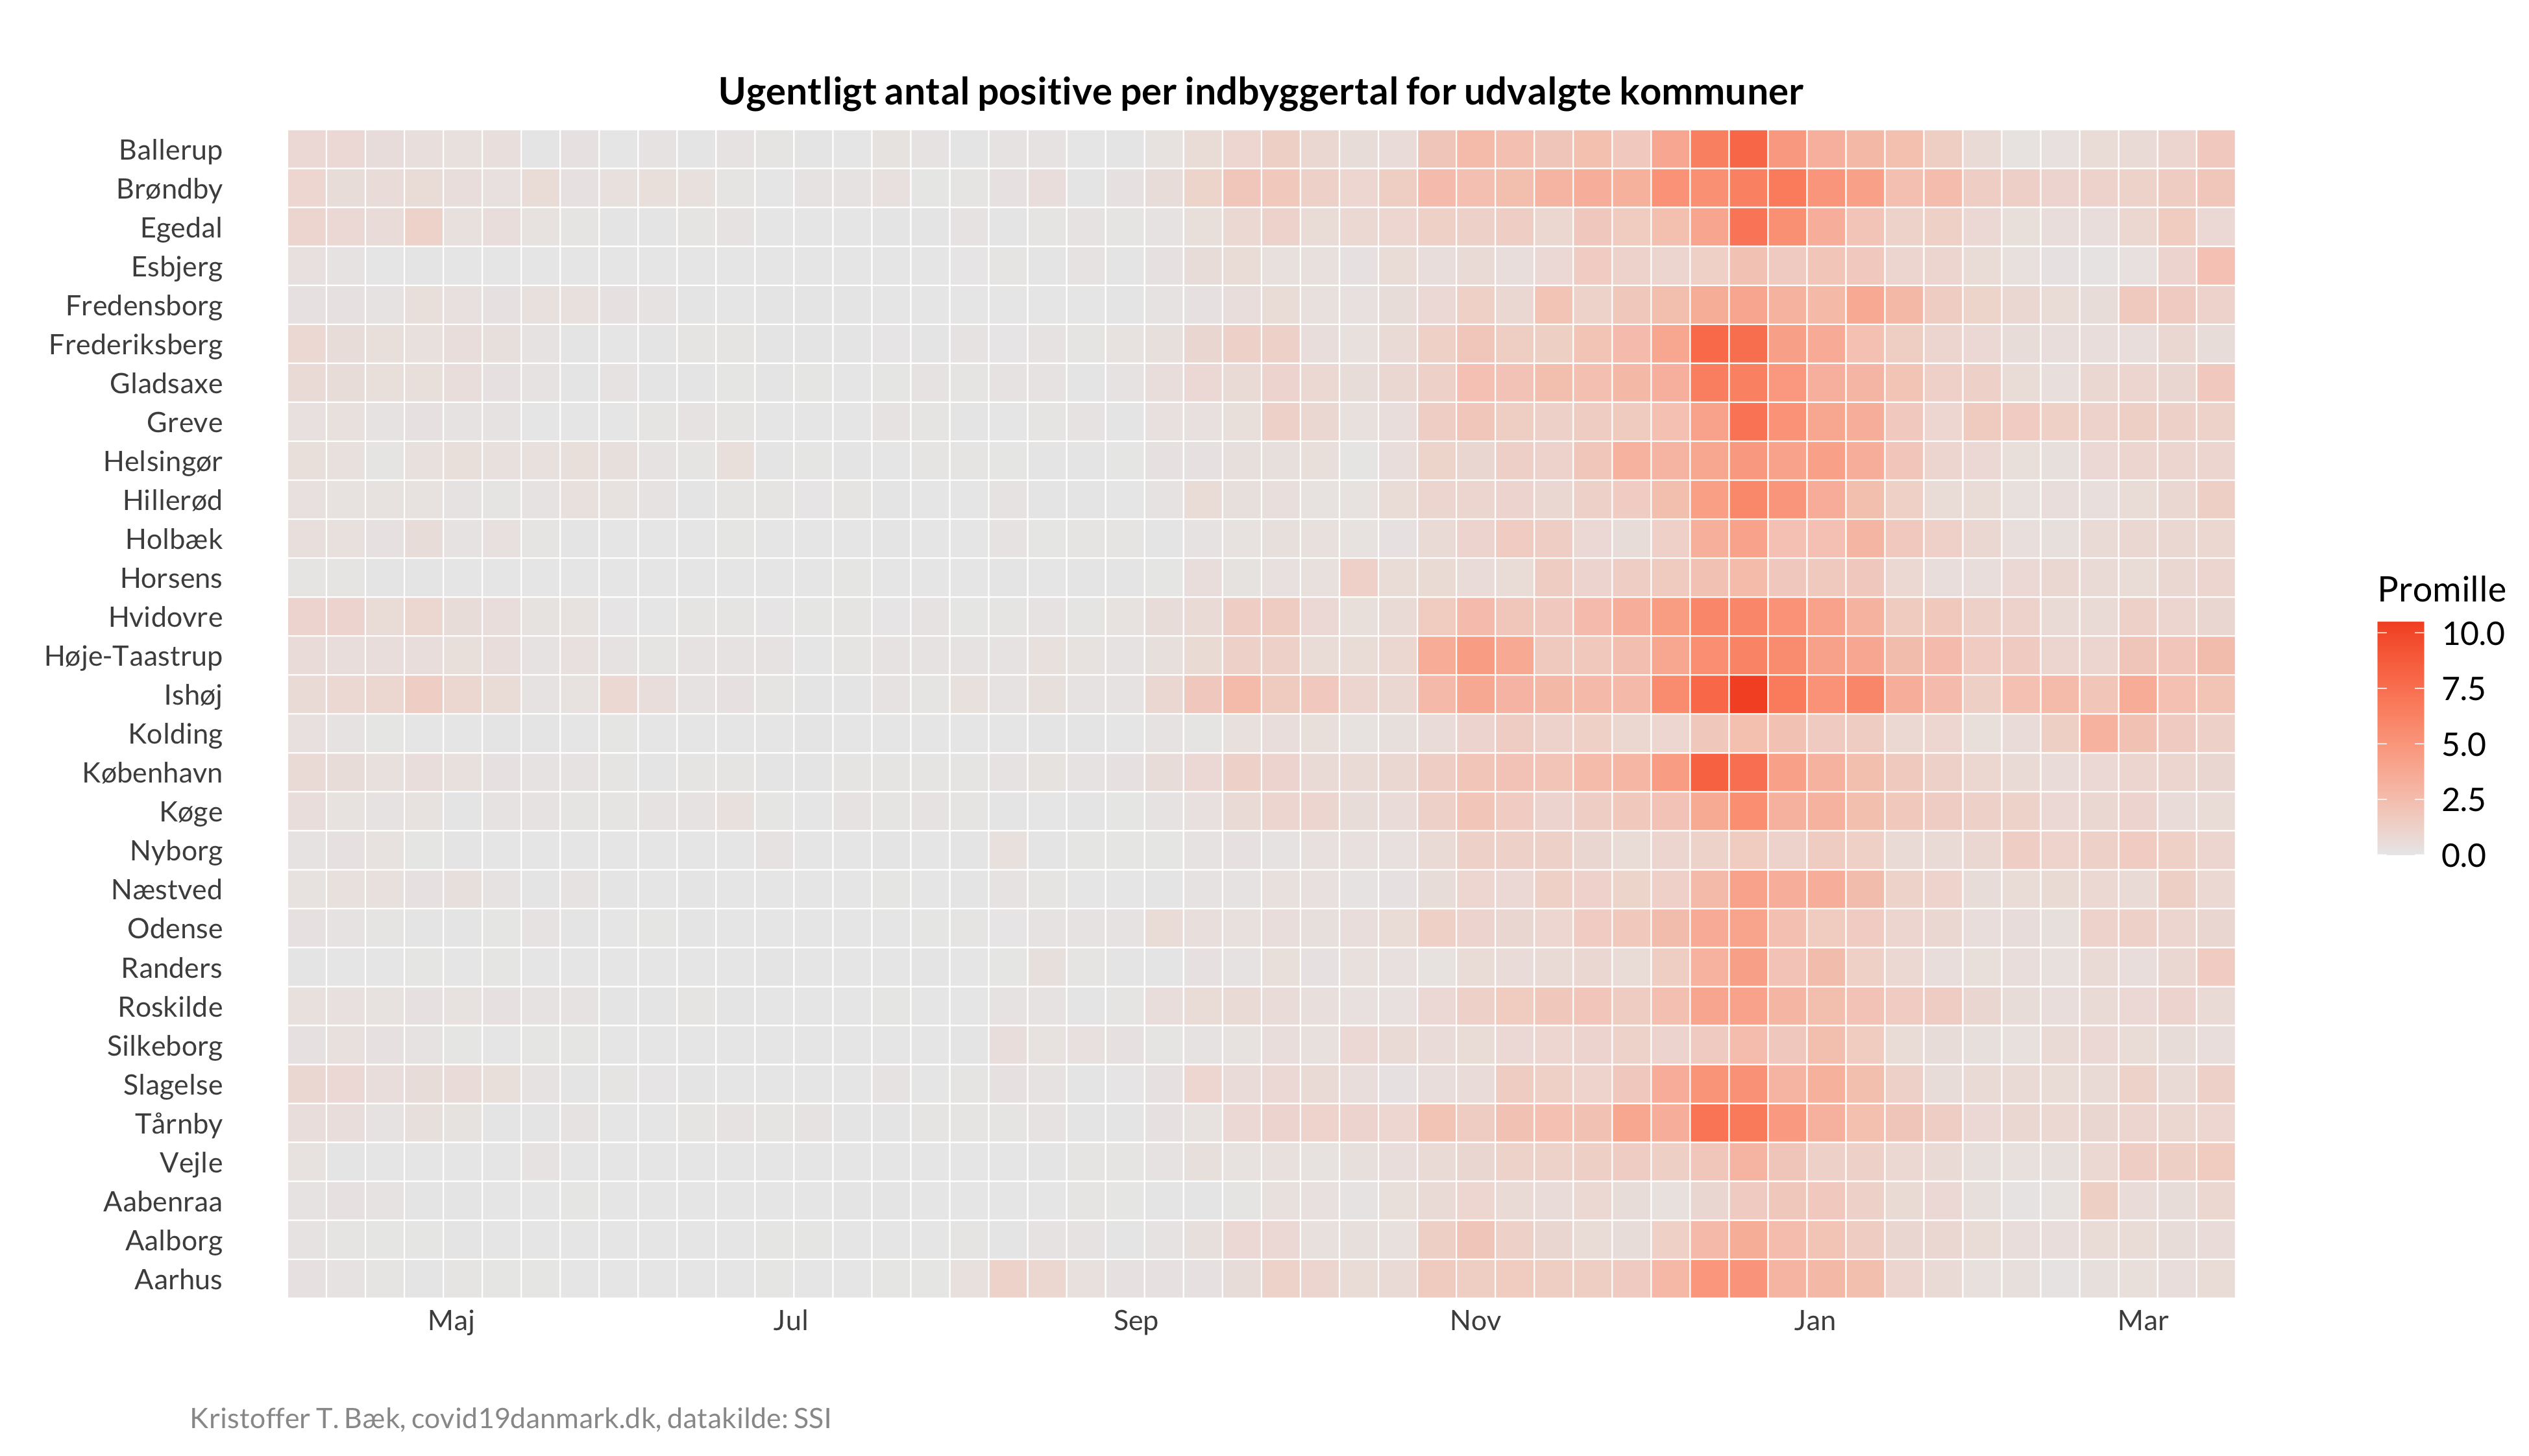 Ugentligt antal positive per indbyggertal for udvalgte kommuner
Ballerup
Brøndby
Egedal
Esbjerg
Fredensborg
Frederiksberg
Gladsaxe
Greve
Helsingør
Hillerød
Holbæk
Horsens
Hvidovre
Høje-Taastrup
Ishøj
Kolding
København
Køge
Nyborg
Næstved
Odense
Randers
Roskilde
Silkeborg
Slagelse
Tårnby
Vejle
Aabenraa
Aalborg
Aarhus
Maj Jul Sep Nov Jan Mar
Promille
10.0
7.5
5.0
2.5
0.0
Kristoffer T. Bæk, covid19danmark.dk, datakilde: SSI